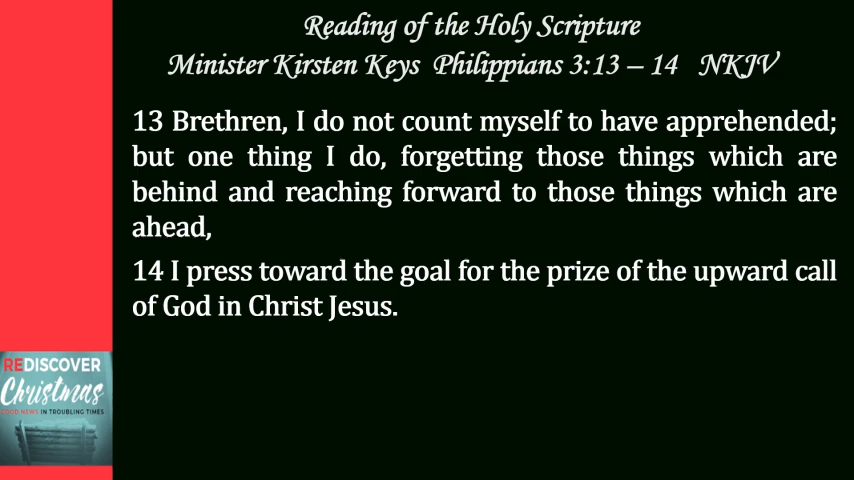 Reading of the Holy Scripture
Minister Kirsten Keys Philippians 3:13 – 14 NKJV
13 Brethren, I do not count myself to have apprehended;
but one thing I do, forgetting those things which are
behind and reaching forward to those things which are
ahead,
14 I press toward the goal for the prize of the upward call
of God in Christ Jesus.
REDISCOVER
Christmas
GOOD NEWS IN TROUBLING TIMES